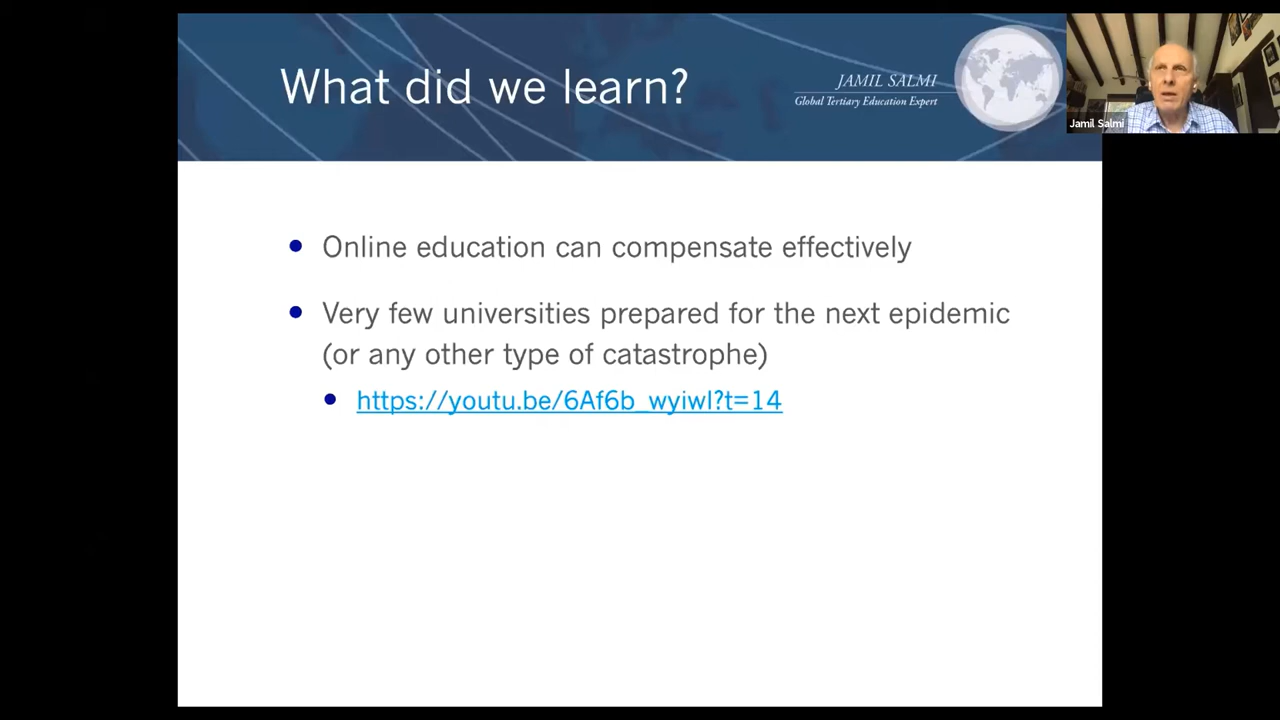 What did we learn?
JAMIL SALMI
Global Tertiary Education Expert
Jamil Salmi
Online education can compensate effectively
Very few universities prepared for the next epidemic
(or any other type of catastrophe)
https://youtu.be/6Af6b_wyiwI?t=14